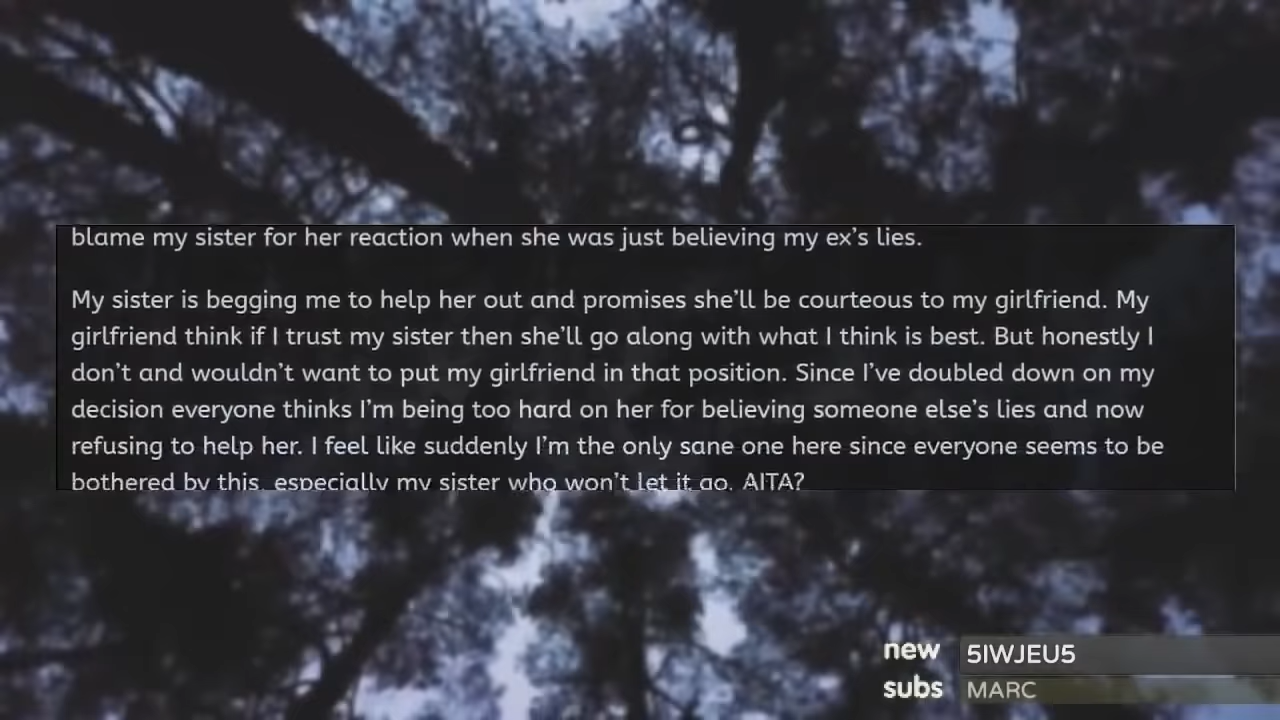 blame my sister for her reaction when she was just believing my ex's lies.
My sister is begging me to help her out and promises she'll be courteous to my girlfriend. My
girlfriend think if I trust my sister then she'll go along with what I think is best. But honestly I
don't and wouldn't want to put my girlfriend in that position. Since I've doubled down on my
decision everyone thinks I'm being too hard on her for believing someone else's lies and now
refusing to help her. I feel like suddenly I'm the only sane one here since everyone seems to be
bothered by this, especially my sister who won't let it go. AITA?
new 5IWJEU5
subs MARC